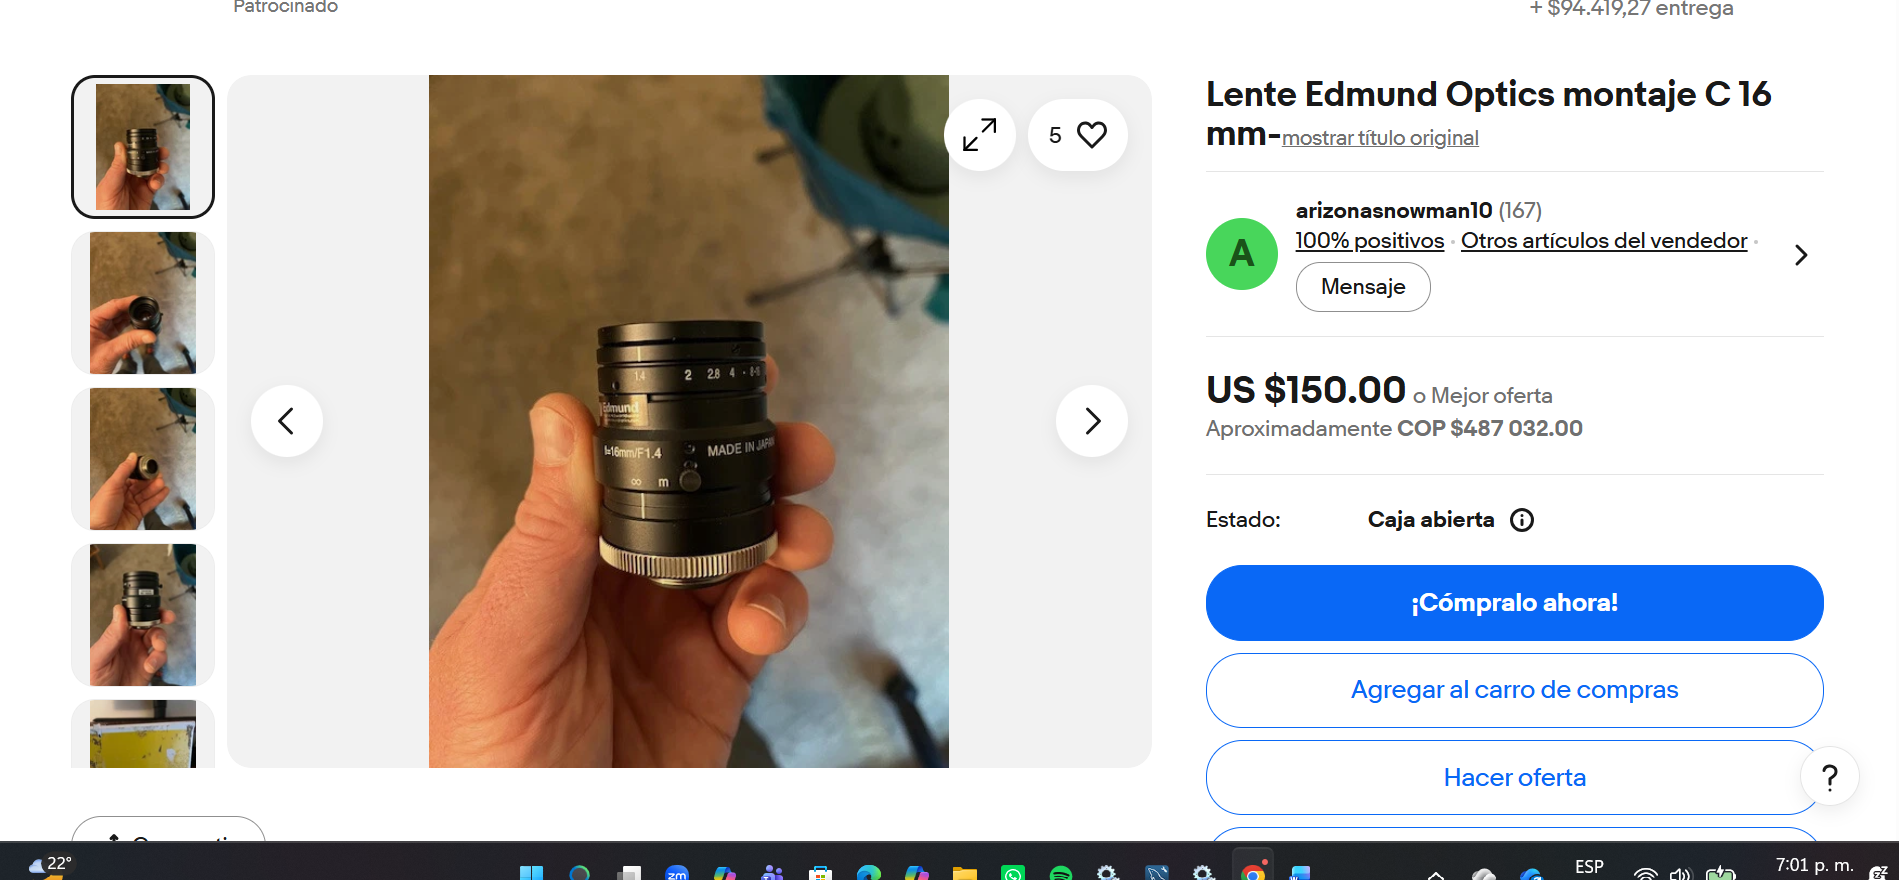 Patrocinado
+ $94.419,27 entrega
5
1.4 2 2.8 4 · 8
Edmund
f=16mm/F1.4
MADE IN JAPAN
∞ m
Lente Edmund Optics montaje C 16
mm-mostrar título original
A
arizonasnowman10 (167)
100% positivos · Otros artículos del vendedor ·
Mensaje
US $150.00 o Mejor oferta
Aproximadamente COP $487 032.00
Estado: Caja abierta
¡Cómpralo ahora!
Agregar al carro de compras
Hacer oferta
?
22°
zm
ESP
7:01 p. m.